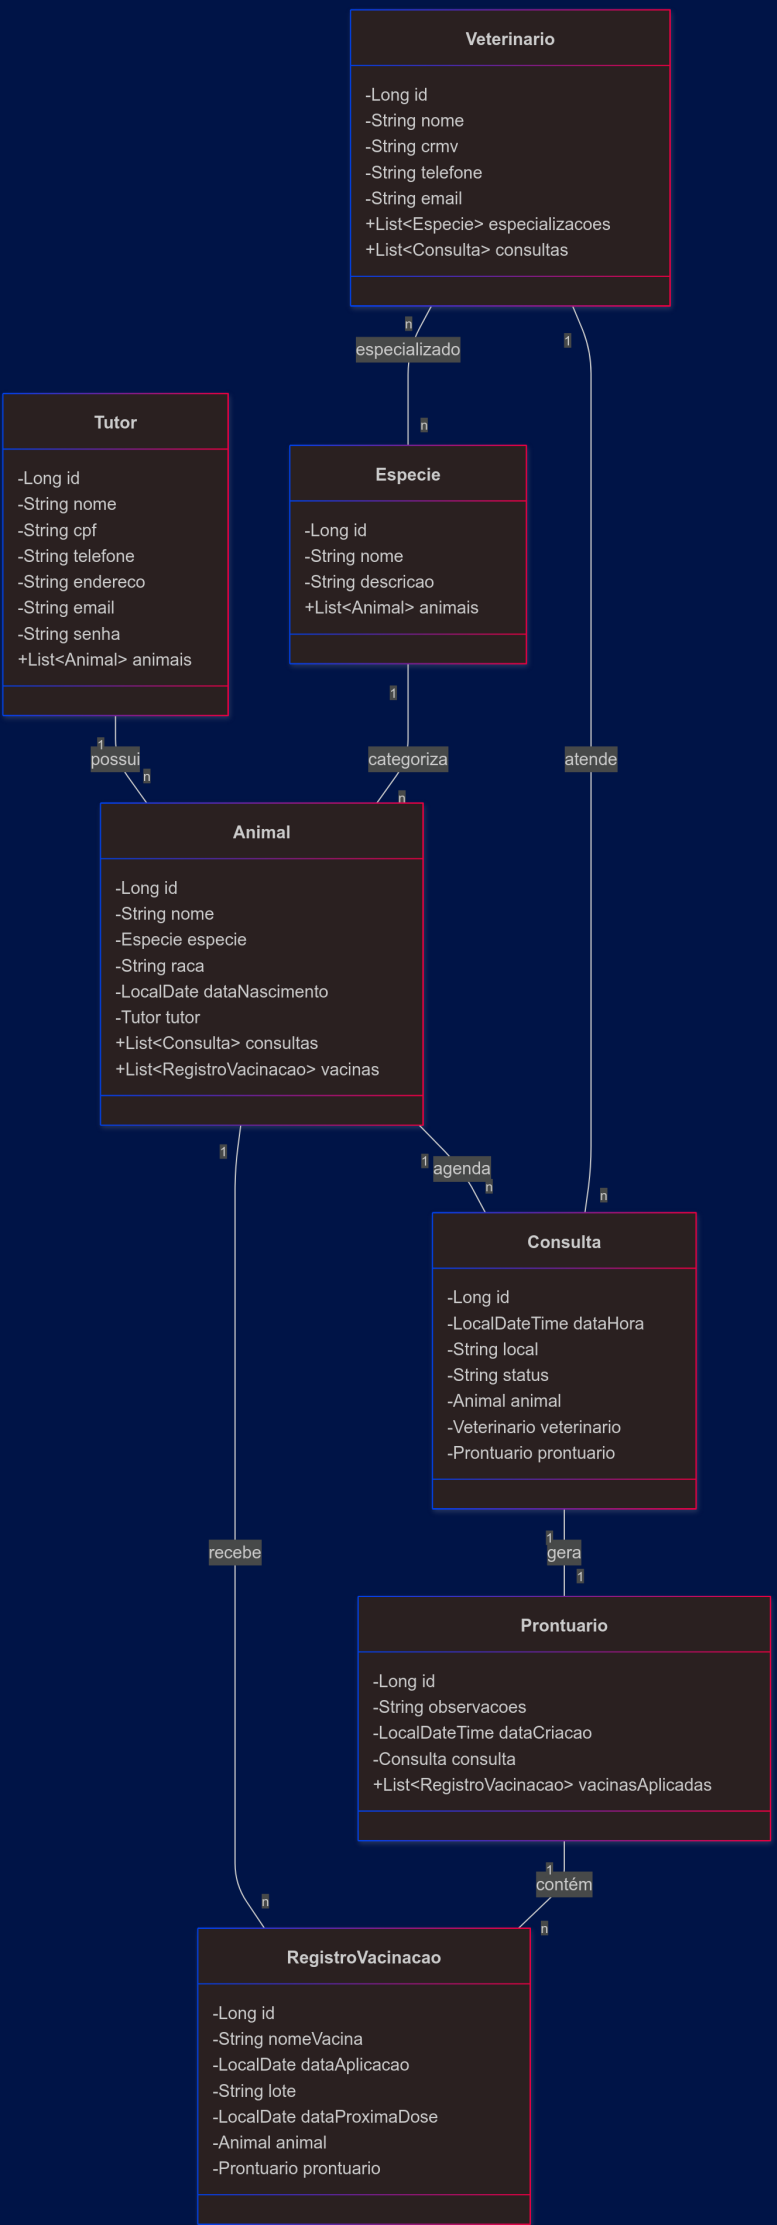 Veterinario
-Long id
-String nome
-String crmv
-String telefone
-String email
+List<Especie> especializacoes
+List<Consulta> consultas
n
especializado
n
1
Tutor
-Long id
-String nome
-String cpf
-String telefone
-String endereco
-String email
-String senha
+List<Animal> animais
Especie
-Long id
-String nome
-String descricao
+List<Animal> animais
1
possui
n
1
categoriza
n
atende
Animal
-Long id
-String nome
-Especie especie
-String raca
-LocalDate dataNascimento
-Tutor tutor
+List<Consulta> consultas
+List<RegistroVacinacao> vacinas
1
1
agenda
n
n
Consulta
-Long id
-LocalDateTime dataHora
-String local
-String status
-Animal animal
-Veterinario veterinario
-Prontuario prontuario
recebe
1
gera
1
Prontuario
-Long id
-String observacoes
-LocalDateTime dataCriacao
-Consulta consulta
+List<RegistroVacinacao> vacinasAplicadas
1
contém
n
n
RegistroVacinacao
-Long id
-String nomeVacina
-LocalDate dataAplicacao
-String lote
-LocalDate dataProximaDose
-Animal animal
-Prontuario prontuario